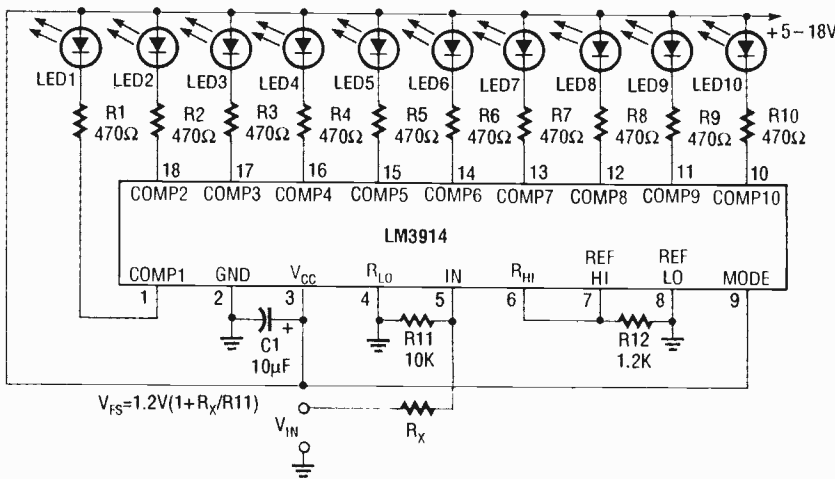 +5–18V
LED1 LED2 LED3 LED4 LED5 LED6 LED7 LED8 LED9 LED10
R1 R2 R3 R4 R5 R6 R7 R8 R9 R10
470Ω 470Ω 470Ω 470Ω 470Ω 470Ω 470Ω 470Ω 470Ω 470Ω
18 17 16 15 14 13 12 11 10
COMP2 COMP3 COMP4 COMP5 COMP6 COMP7 COMP8 COMP9 COMP10
LM3914
REF REF
COMP1 GND VCC RLO IN RHI HI LO MODE
1 2 3 4 5 6 7 8 9
+
C1 R11 R12
10µF 10K 1.2K
VFS=1.2V(1+RX/R11)
VIN RX